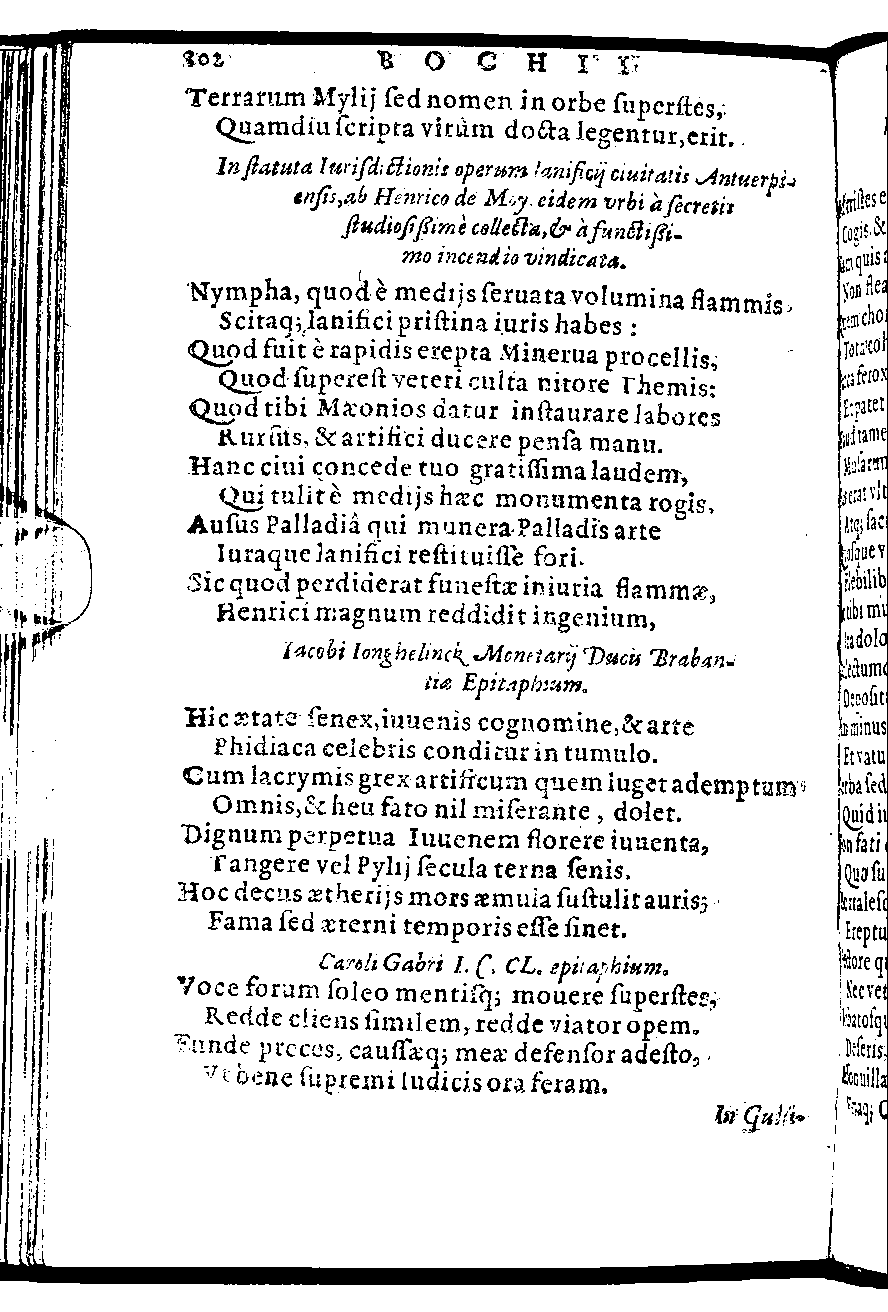 802 BOCHII
Terrarum Mylij sed nomen in orbe superstes,
Quamdiu scripta virûm docta legentur, erit.
In statuta Iurisdictionis operum lanificij ciuitatis Antuerpi-
ensis, ab Henrico de Moy eidem vrbi à secretis
studiosissimè collecta, & à functissi-
mo incendio vindicata.
Nympha, quod è medijs seruata volumina flammis,
Scitaq; lanifici pristina iuris habes:
Quod fuit è rapidis erepta Minerua procellis,
Quod superest veteri culta nitore Themis:
Quod tibi Mæonios datur instaurare labores
Rursùs, & artifici ducere pensa manu.
Hanc ciui concede tuo gratissima laudem,
Qui tulit è medijs hæc monumenta rogis.
Ausus Palladiâ qui munera Palladis arte
Iuraque lanifici restituisse fori.
Sic quod perdiderat funestæ iniuria flammæ,
Henrici magnum reddidit ingenium,
Iacobi Ionghelinck Monetarij Ducis Braban-
tiæ Epitaphium.
Hic ætate senex, iuuenis cognomine, & arte
Phidiaca celebris conditur in tumulo.
Cum lacrymis grex artificum quem luget ademptum
Omnis, & heu fato nil miserante, dolet.
Dignum perpetua Iuuenem florere iuuenta,
Tangere vel Pylij secula terna senis.
Hoc decus ætherijs mors æmula sustulit auris;
Fama sed æterni temporis esse sinet.
Caroli Gabri I. C. CL. epitaphium.
Voce forum soleo mentisq; mouere superstes,
Redde cliens similem, redde viator opem.
Funde preces, caussæq; meæ defensor adesto,
Vt bene supremi Iudicis ora feram.
In Guli-